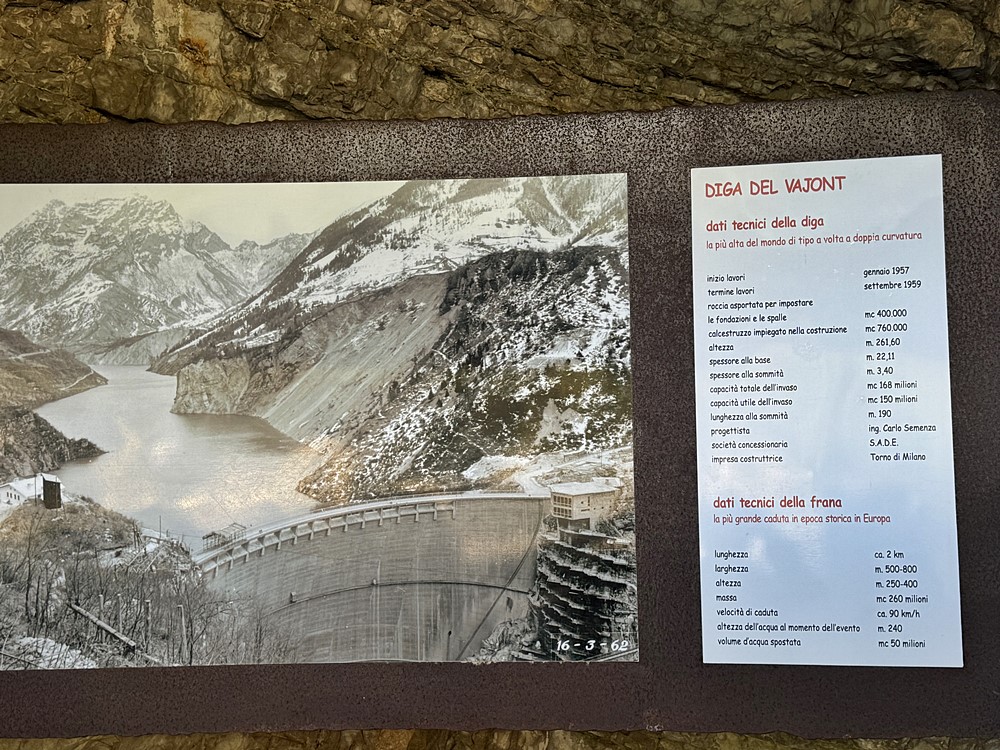 16-3-62
DIGA DEL VAJONT
dati tecnici della diga
la più alta del mondo di tipo a volta a doppia curvatura
inizio lavori gennaio 1957
termine lavori settembre 1959
roccia asportata per impostare
le fondazioni e le spalle mc 400.000
calcestruzzo impiegato nella costruzione mc 760.000
altezza m. 261,60
spessore alla base m. 22,11
spessore alla sommità m. 3,40
capacità totale dell'invaso mc 168 milioni
capacità utile dell'invaso mc 150 milioni
lunghezza alla sommità m. 190
progettista ing. Carlo Semenza
società concessionaria S.A.D.E.
impresa costruttrice Torno di Milano
dati tecnici della frana
la più grande caduta in epoca storica in Europa
lunghezza ca. 2 km
larghezza m. 500-800
altezza m. 250-400
massa mc 260 milioni
velocità di caduta ca. 90 km/h
altezza dell'acqua al momento dell'evento m. 240
volume d'acqua spostata mc 50 milioni